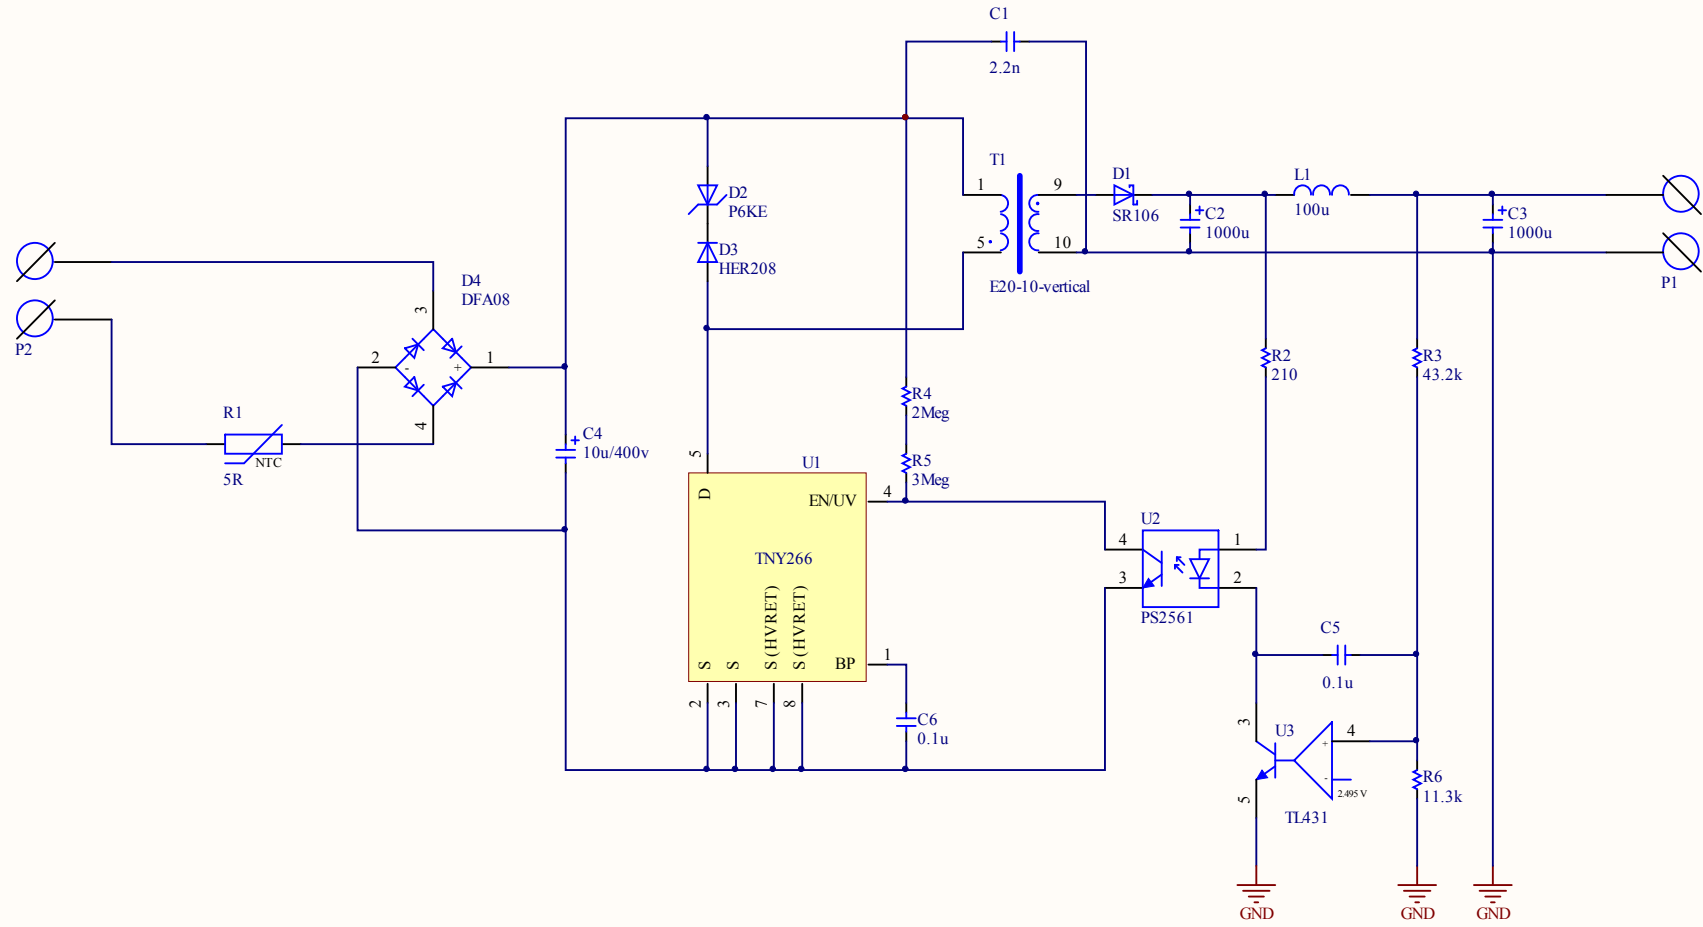 C1
2.2n
T1
1
9
5
10
E20-10-vertical
D1
SR106
+
C2
1000u
L1
100u
+
C3
1000u
P1
D2
P6KE
D3
HER208
P2
D4
DFA08
3
2
-
+
1
4
R1
NTC
5R
+
C4
10u/400v
R2
210
R3
43.2k
R4
2Meg
R5
3Meg
U1
5
D
EN/UV
4
TNY266
S
S
S (HVRET)
S (HVRET)
BP
1
2
3
7
8
C6
0.1u
U2
4
1
3
2
PS2561
C5
0.1u
3
U3
+
4
-
2.495 V
5
TL431
R6
11.3k
GND
GND
GND